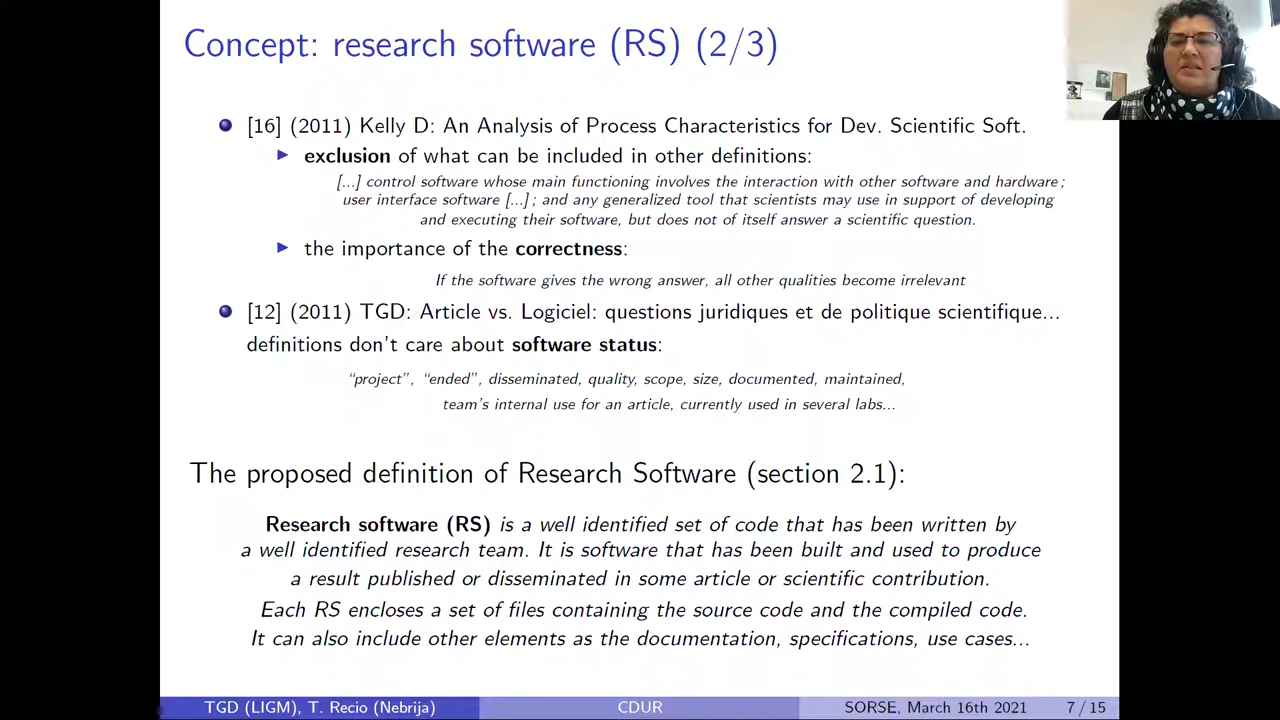 Concept: research software (RS) (2/3)
[16] (2011) Kelly D: An Analysis of Process Characteristics for Dev. Scientific Soft.
exclusion of what can be included in other definitions:
[...] control software whose main functioning involves the interaction with other software and hardware;
user interface software [...]; and any generalized tool that scientists may use in support of developing
and executing their software, but does not of itself answer a scientific question.
the importance of the correctness:
If the software gives the wrong answer, all other qualities become irrelevant
[12] (2011) TGD: Article vs. Logiciel: questions juridiques et de politique scientifique...
definitions don't care about software status:
“project”, “ended”, disseminated, quality, scope, size, documented, maintained,
team's internal use for an article, currently used in several labs...
The proposed definition of Research Software (section 2.1):
Research software (RS) is a well identified set of code that has been written by
a well identified research team. It is software that has been built and used to produce
a result published or disseminated in some article or scientific contribution.
Each RS encloses a set of files containing the source code and the compiled code.
It can also include other elements as the documentation, specifications, use cases...
TGD (LIGM), T. Recio (Nebrija) CDUR SORSE, March 16th 2021 7 / 15